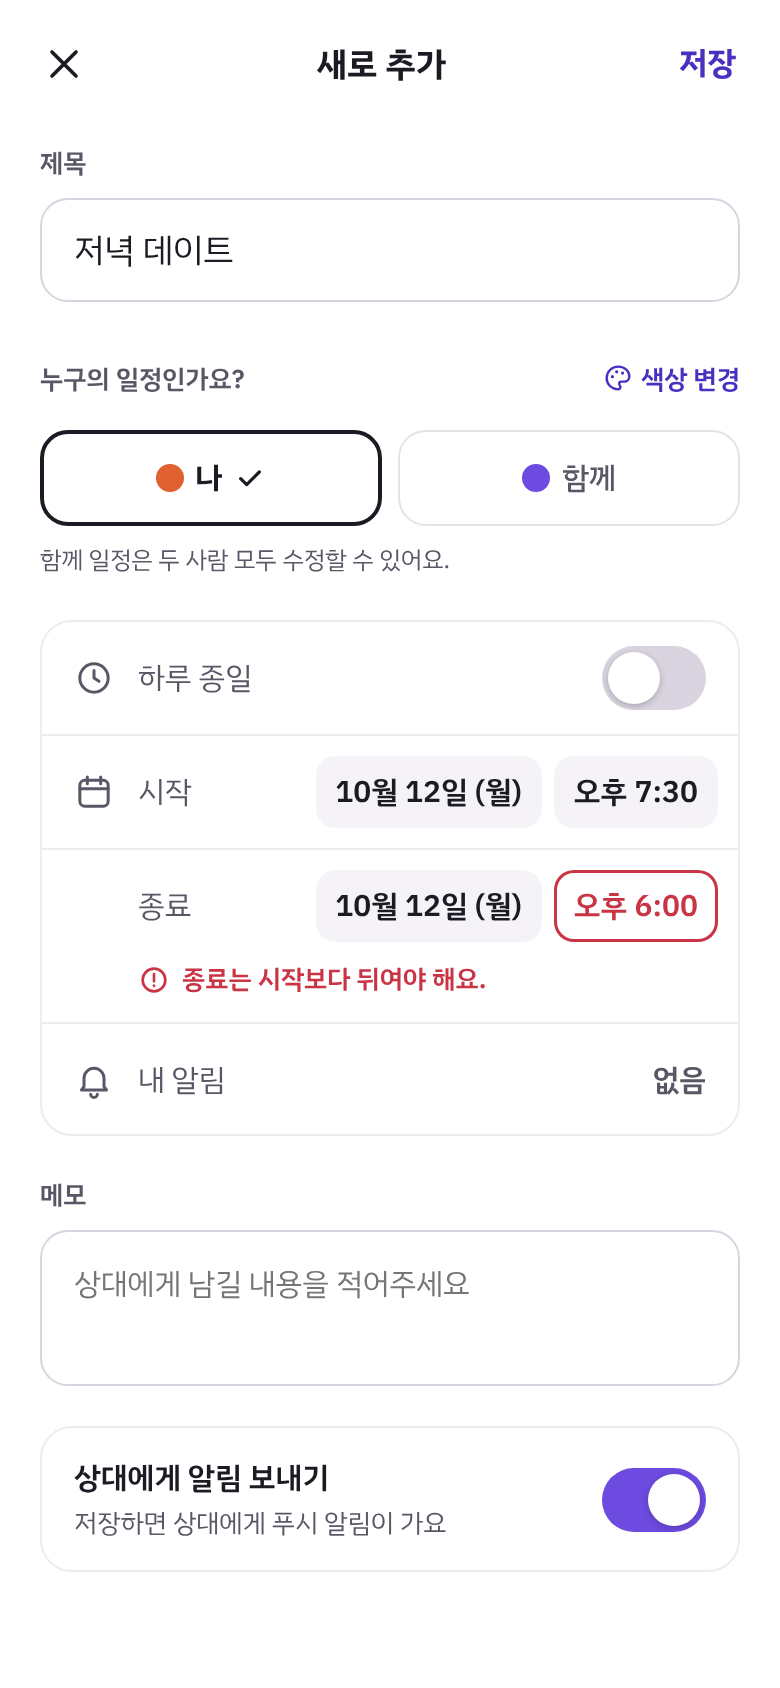 새로 추가
저장
제목
저녁 데이트
누구의 일정인가요?
색상 변경
나
함께
함께 일정은 두 사람 모두 수정할 수 있어요.
하루 종일
시작 10월 12일 (월) 오후 7:30
종료 10월 12일 (월) 오후 6:00
종료는 시작보다 뒤여야 해요.
내 알림 없음
메모
상대에게 남길 내용을 적어주세요
상대에게 알림 보내기
저장하면 상대에게 푸시 알림이 가요